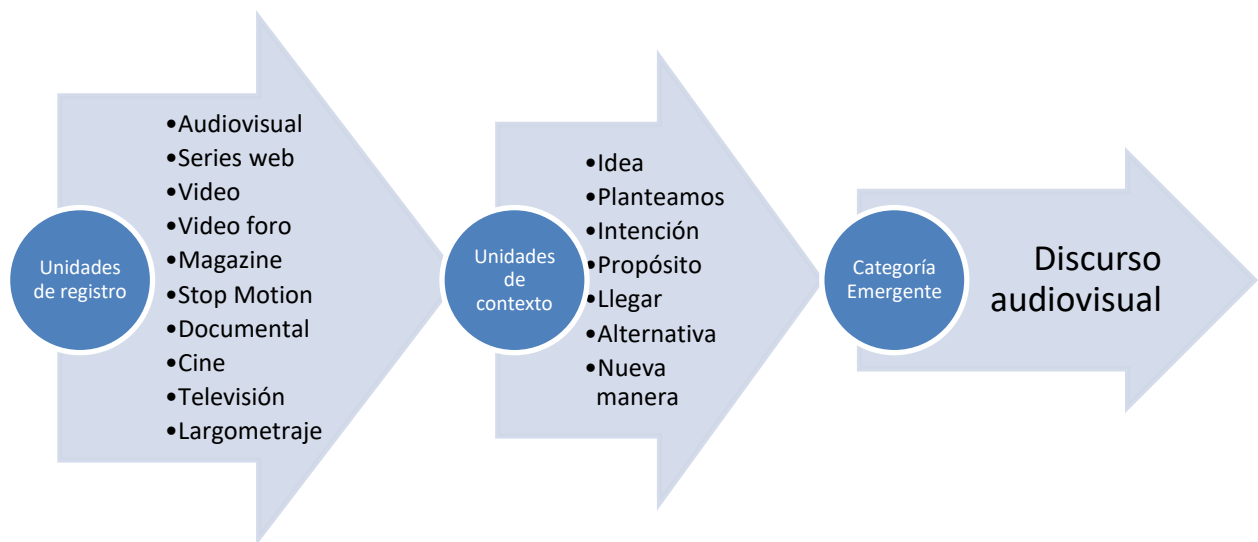 Unidades
de registro
•Audiovisual
•Series web
•Video
•Video foro
•Magazine
•Stop Motion
•Documental
•Cine
•Televisión
•Largometraje
Unidades
de
contexto
•Idea
•Planteamos
•Intención
•Propósito
•Llegar
•Alternativa
•Nueva
manera
Categoría
Emergente
Discurso
audiovisual